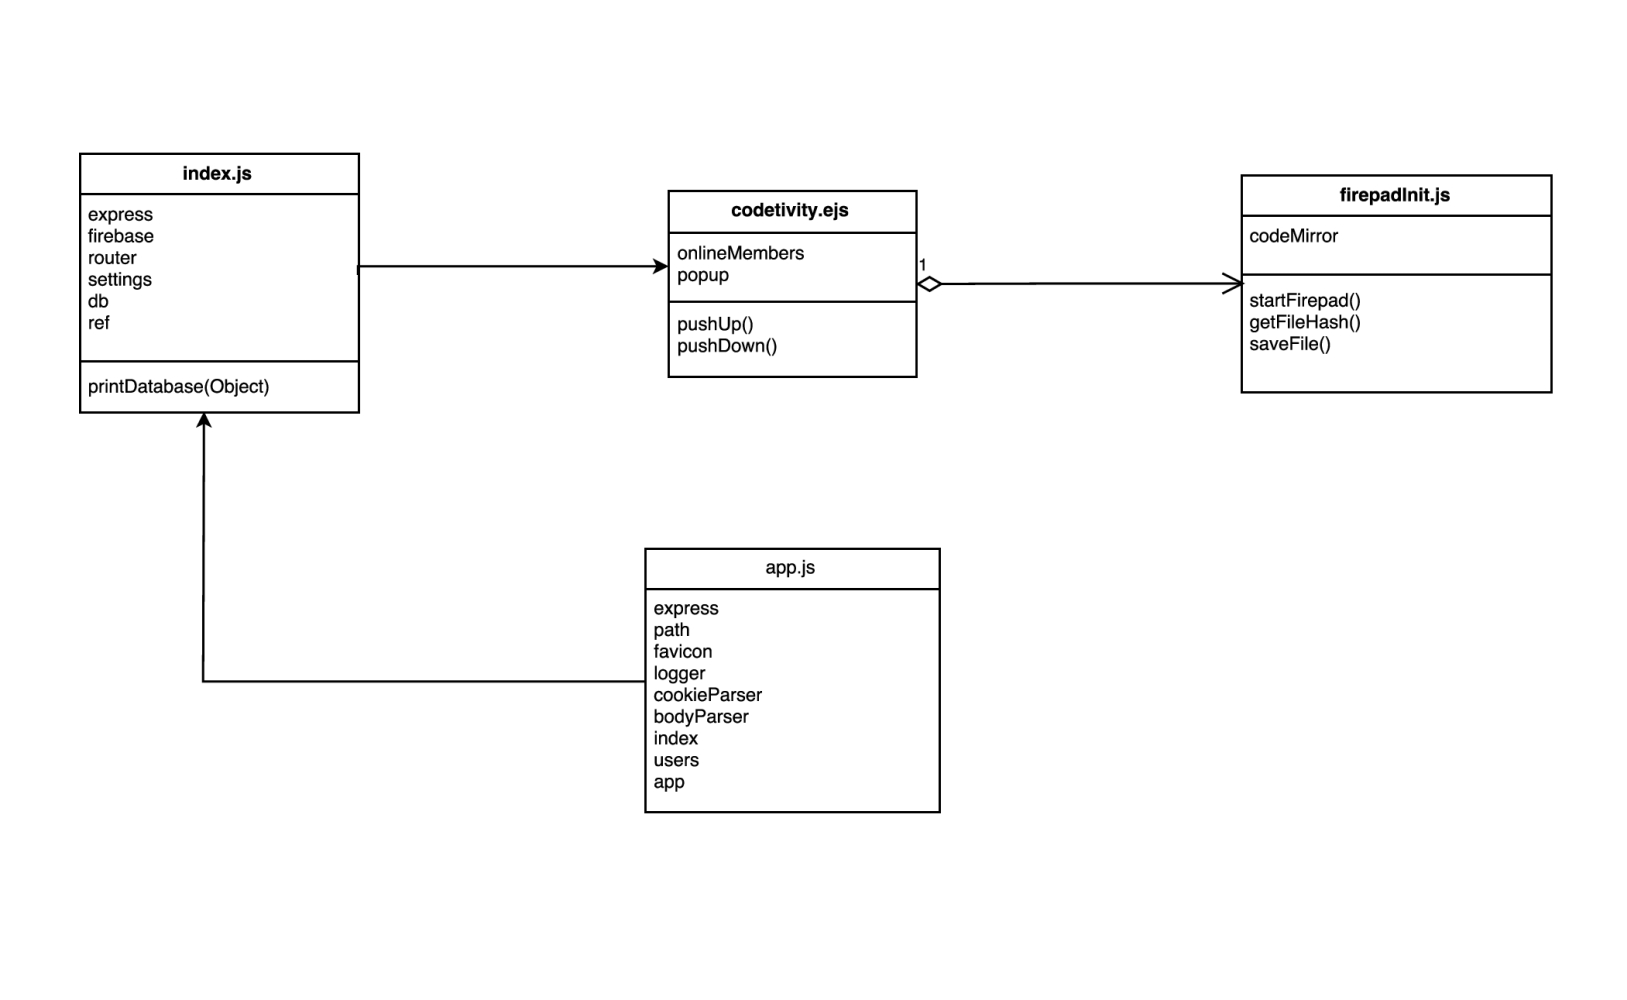 index.js
express
firebase
router
settings
db
ref
printDatabase(Object)
codetivity.ejs
onlineMembers
popup
pushUp()
pushDown()
1
firepadInit.js
codeMirror
startFirepad()
getFileHash()
saveFile()
app.js
express
path
favicon
logger
cookieParser
bodyParser
index
users
app